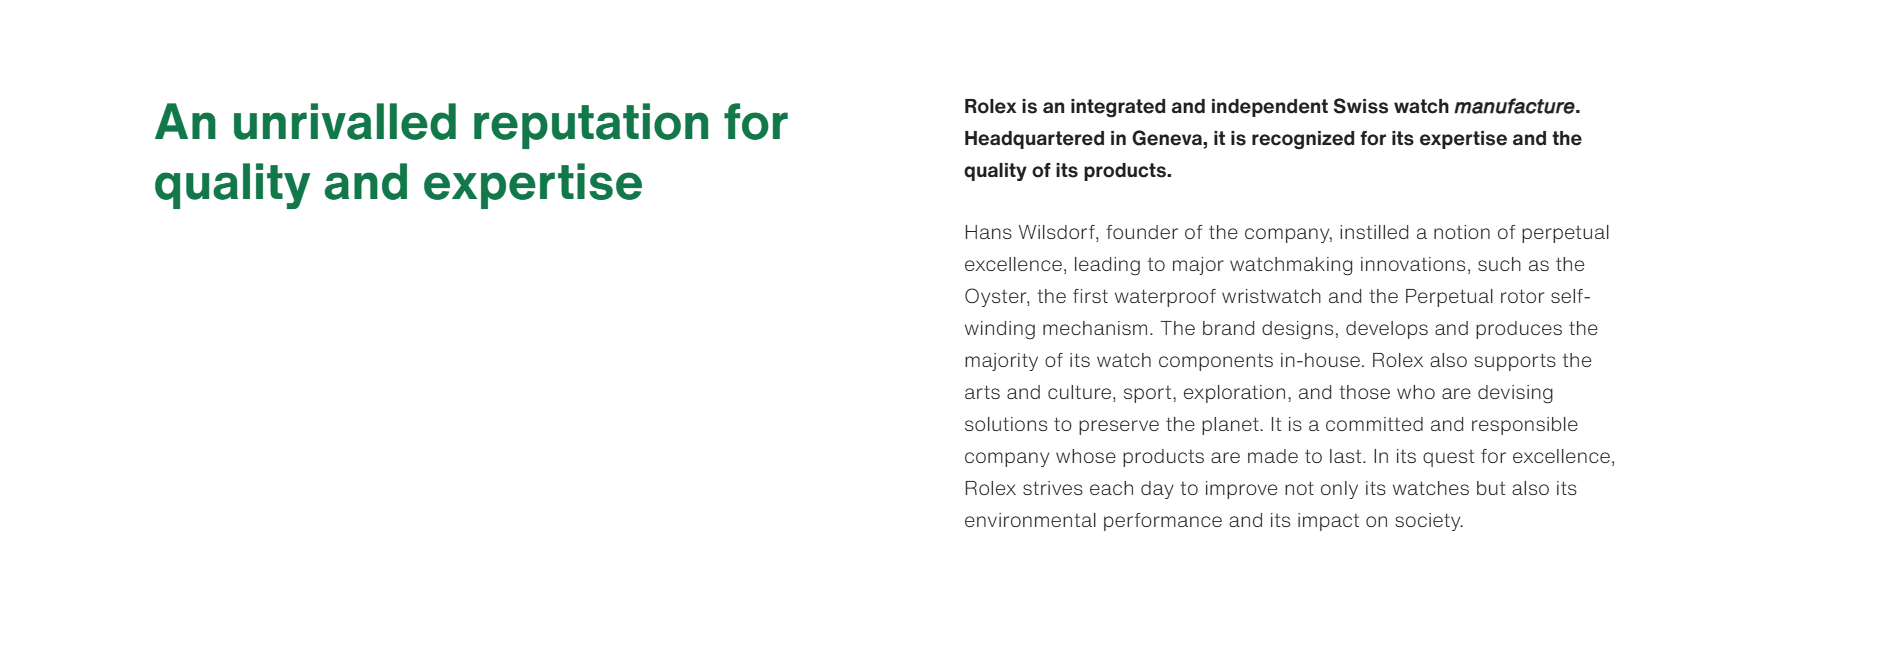 An unrivalled reputation for
quality and expertise
Rolex is an integrated and independent Swiss watch manufacture.
Headquartered in Geneva, it is recognized for its expertise and the
quality of its products.
Hans Wilsdorf, founder of the company, instilled a notion of perpetual
excellence, leading to major watchmaking innovations, such as the
Oyster, the first waterproof wristwatch and the Perpetual rotor self-
winding mechanism. The brand designs, develops and produces the
majority of its watch components in-house. Rolex also supports the
arts and culture, sport, exploration, and those who are devising
solutions to preserve the planet. It is a committed and responsible
company whose products are made to last. In its quest for excellence,
Rolex strives each day to improve not only its watches but also its
environmental performance and its impact on society.